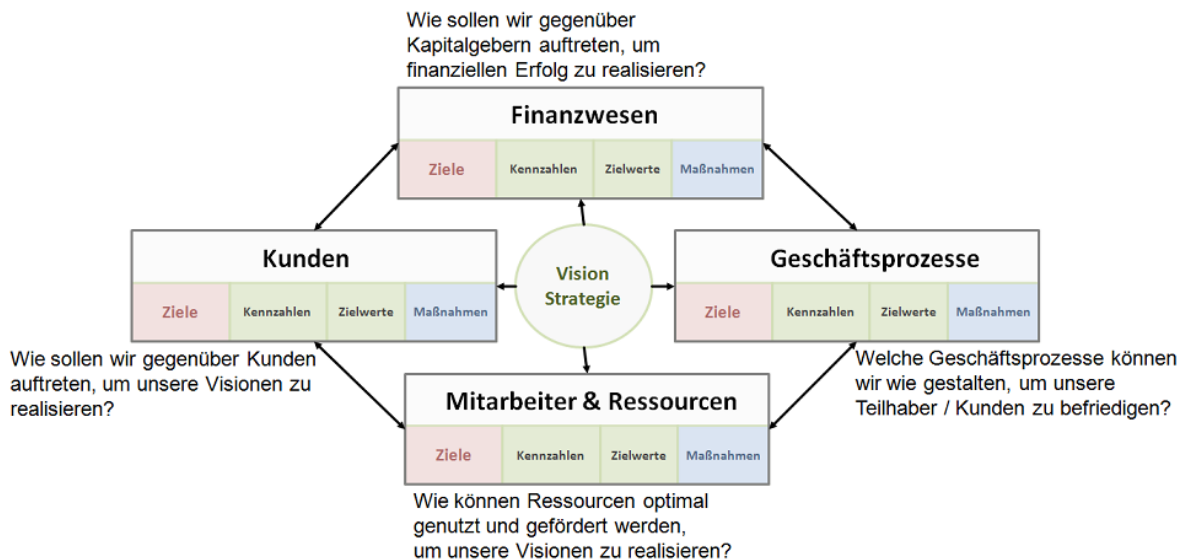 Wie sollen wir gegenüber
Kapitalgebern auftreten, um
finanziellen Erfolg zu realisieren?
Finanzwesen
Ziele Kennzahlen Zielwerte Maßnahmen
Kunden
Ziele Kennzahlen Zielwerte Maßnahmen
Wie sollen wir gegenüber Kunden
auftreten, um unsere Visionen zu
realisieren?
Vision
Strategie
Geschäftsprozesse
Ziele Kennzahlen Zielwerte Maßnahmen
Welche Geschäftsprozesse können
wir wie gestalten, um unsere
Teilhaber / Kunden zu befriedigen?
Mitarbeiter & Ressourcen
Ziele Kennzahlen Zielwerte Maßnahmen
Wie können Ressourcen optimal
genutzt und gefördert werden,
um unsere Visionen zu realisieren?